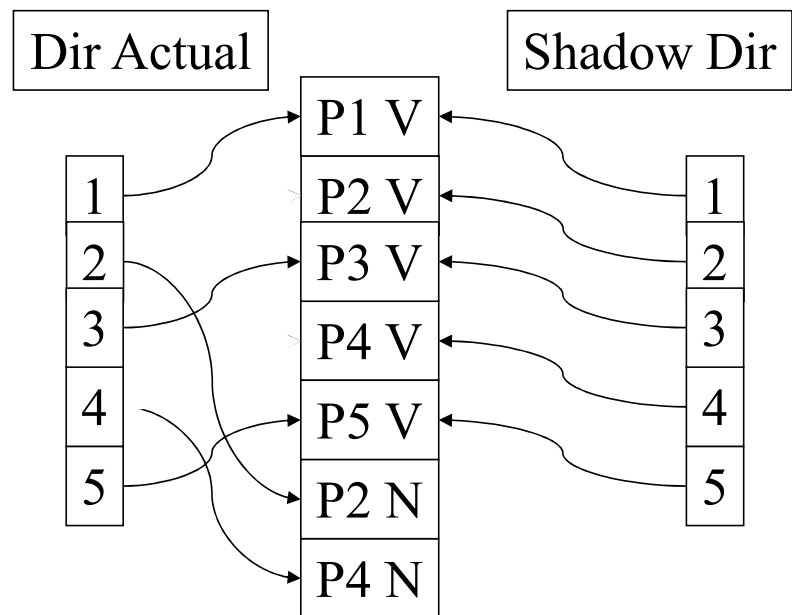 Dir Actual
Shadow Dir
P1 V
P2 V
P3 V
P4 V
P5 V
P2 N
P4 N
1
2
3
4
5
1
2
3
4
5